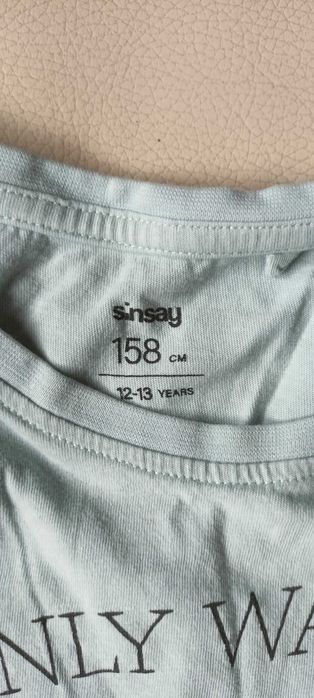 sinsay
158 CM
12-13 YEARS
NLY WA